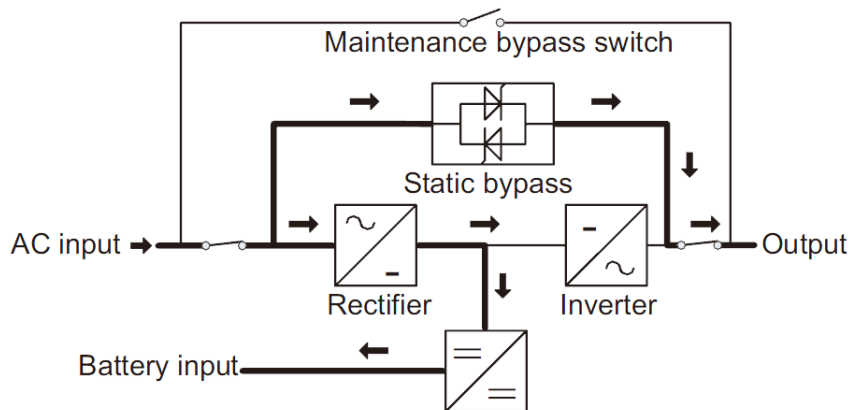 Maintenance bypass switch
Static bypass
AC input
Output
Rectifier
Inverter
Battery input